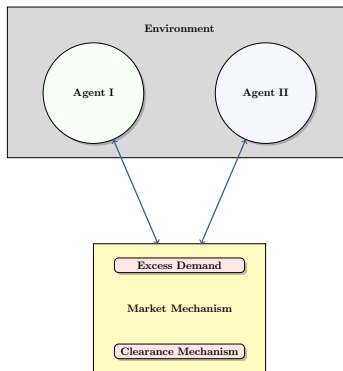 Environment
Agent I
Agent II
Excess Demand
Market Mechanism
Clearance Mechanism